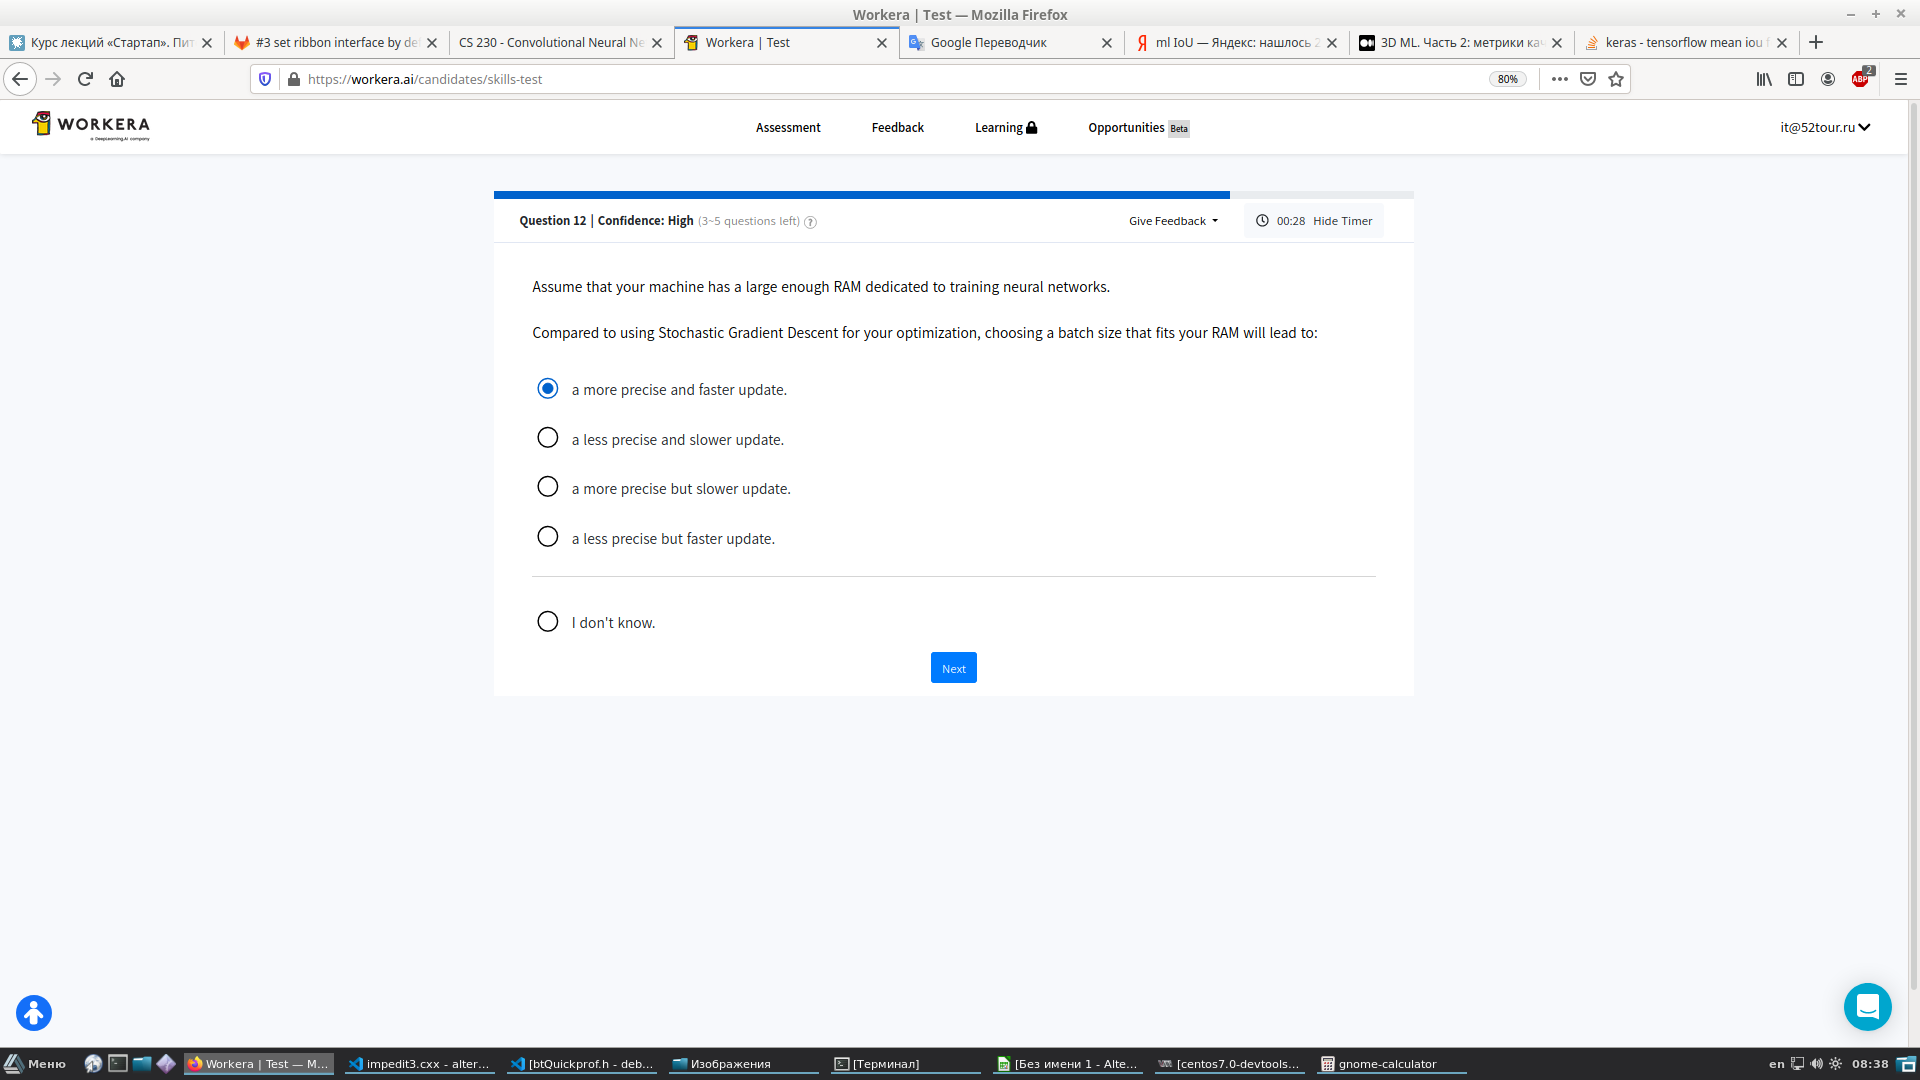 Workera | Test — Mozilla Firefox
Курс лекций «Стартап». Пит
#3 set ribbon interface by de
CS 230 - Convolutional Neural Ne
Workera | Test
Google Переводчик
ml IoU — Яндекс: нашлось 2
3D ML. Часть 2: метрики кач
keras - tensorflow mean iou f
https://workera.ai/candidates/skills-test
80%
ABP
2
WORKERA
a DeepLearning.AI company
Assessment
Feedback
Learning
Opportunities Beta
it@52tour.ru
Question 12 | Confidence: High (3~5 questions left) ?
Give Feedback
00:28 Hide Timer
Assume that your machine has a large enough RAM dedicated to training neural networks.
Compared to using Stochastic Gradient Descent for your optimization, choosing a batch size that fits your RAM will lead to:
a more precise and faster update.
a less precise and slower update.
a more precise but slower update.
a less precise but faster update.
I don't know.
Next
Меню
Workera | Test — M...
impedit3.cxx - alter...
[btQuickprof.h - deb...
Изображения
[Терминал]
[Без имени 1 - Alte...
[centos7.0-devtools...
gnome-calculator
en
08:38